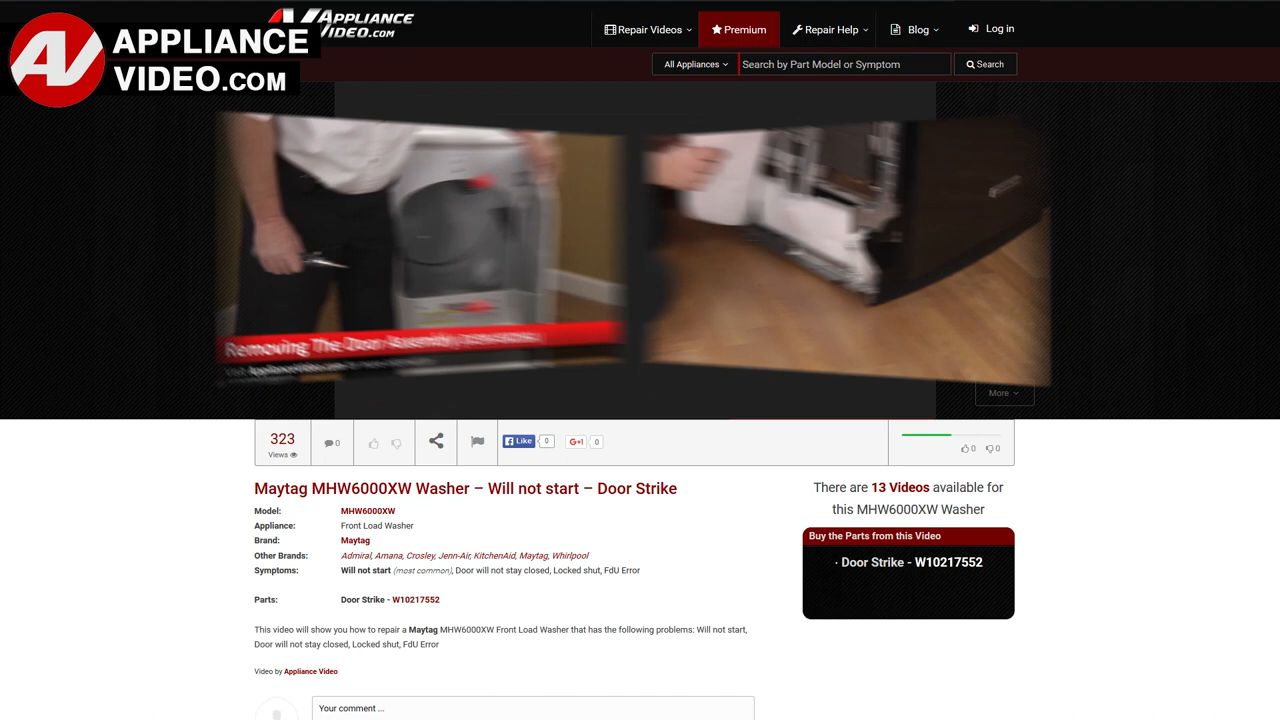 APPLIANCE
VIDEO.COM
APPLIANCE
VIDEO.COM
Repair Videos
Premium
Repair Help
Blog
Log in
All Appliances
Search by Part Model or Symptom
Search
Removing The Door Assembly
More
323
Views
0
Like
0
G+1
0
0
0
Maytag MHW6000XW Washer – Will not start – Door Strike
Model: MHW6000XW
Appliance: Front Load Washer
Brand: Maytag
Other Brands: Admiral, Amana, Crosley, Jenn-Air, KitchenAid, Maytag, Whirlpool
Symptoms: Will not start (most common), Door will not stay closed, Locked shut, FdU Error
Parts: Door Strike - W10217552
This video will show you how to repair a Maytag MHW6000XW Front Load Washer that has the following problems: Will not start,
Door will not stay closed, Locked shut, FdU Error
Video by Appliance Video
Your comment ...
There are 13 Videos available for
this MHW6000XW Washer
Buy the Parts from this Video
· Door Strike - W10217552